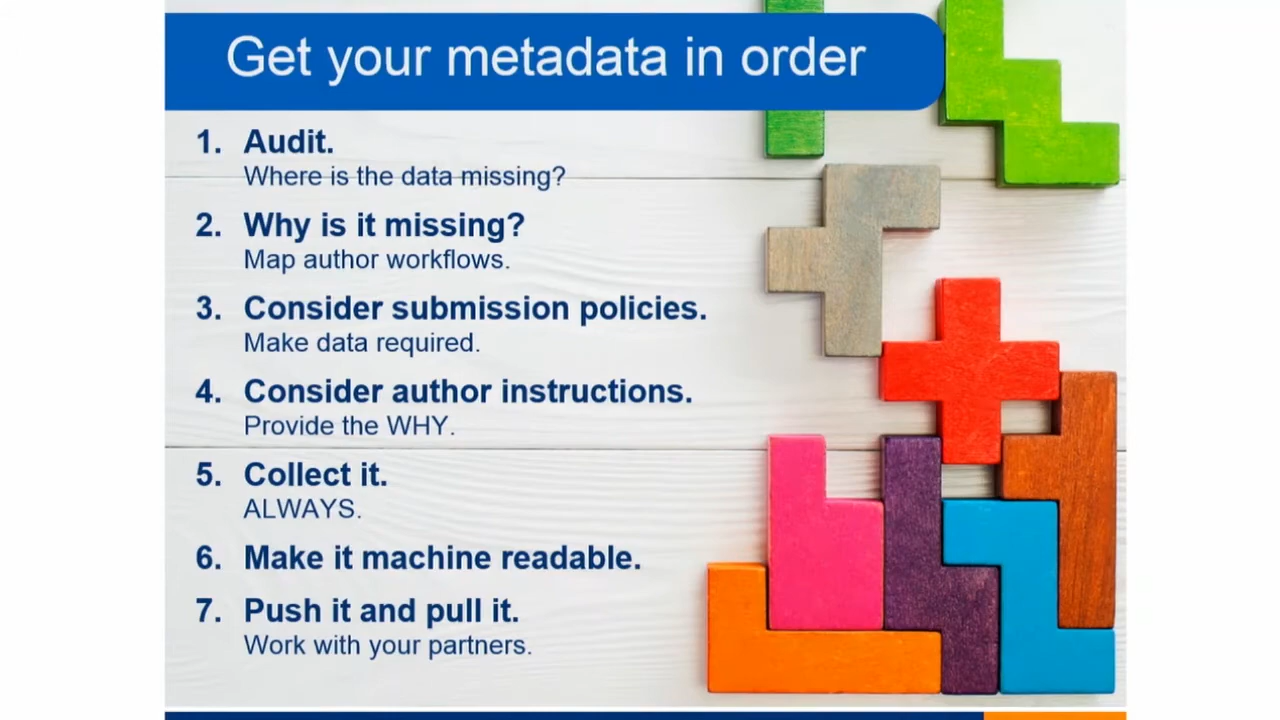 Get your metadata in order
1. Audit.
Where is the data missing?
2. Why is it missing?
Map author workflows.
3. Consider submission policies.
Make data required.
4. Consider author instructions.
Provide the WHY.
5. Collect it.
ALWAYS.
6. Make it machine readable.
7. Push it and pull it.
Work with your partners.